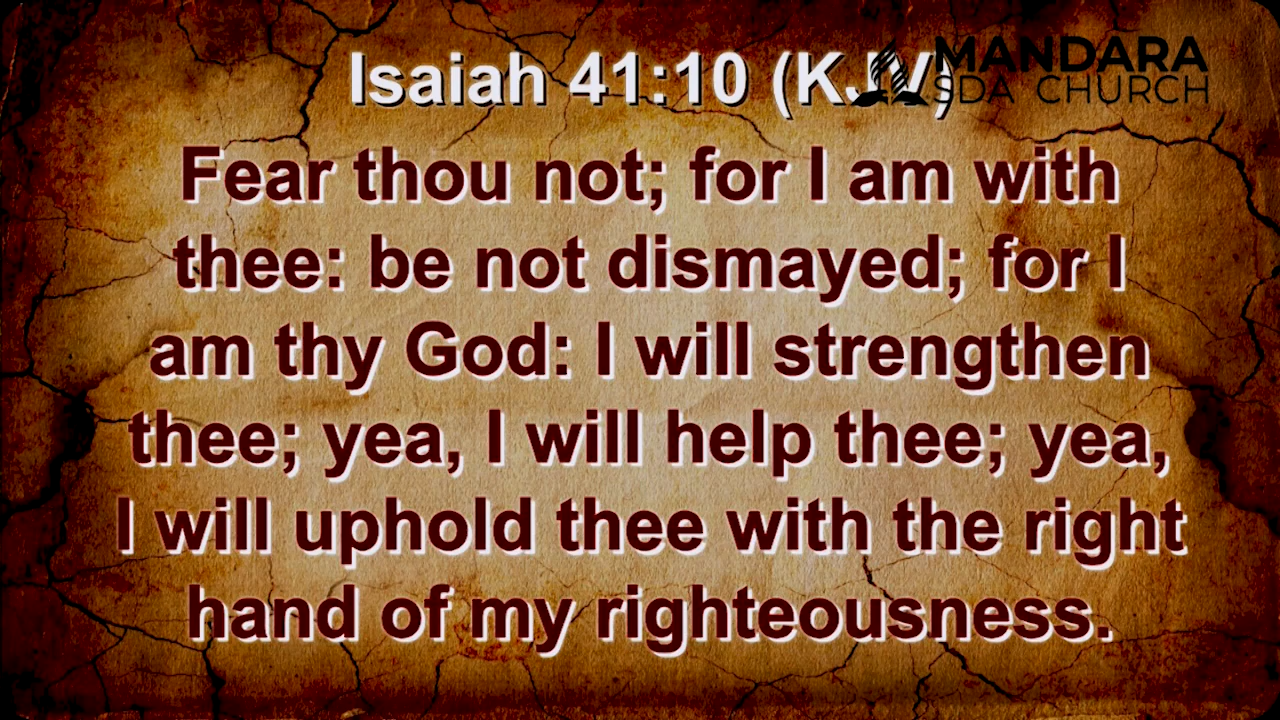 Isaiah 41:10 (KJV)
MANDARA
SDA CHURCH
Fear thou not; for I am with
thee: be not dismayed; for I
am thy God: I will strengthen
thee; yea, I will help thee; yea,
I will uphold thee with the right
hand of my righteousness.